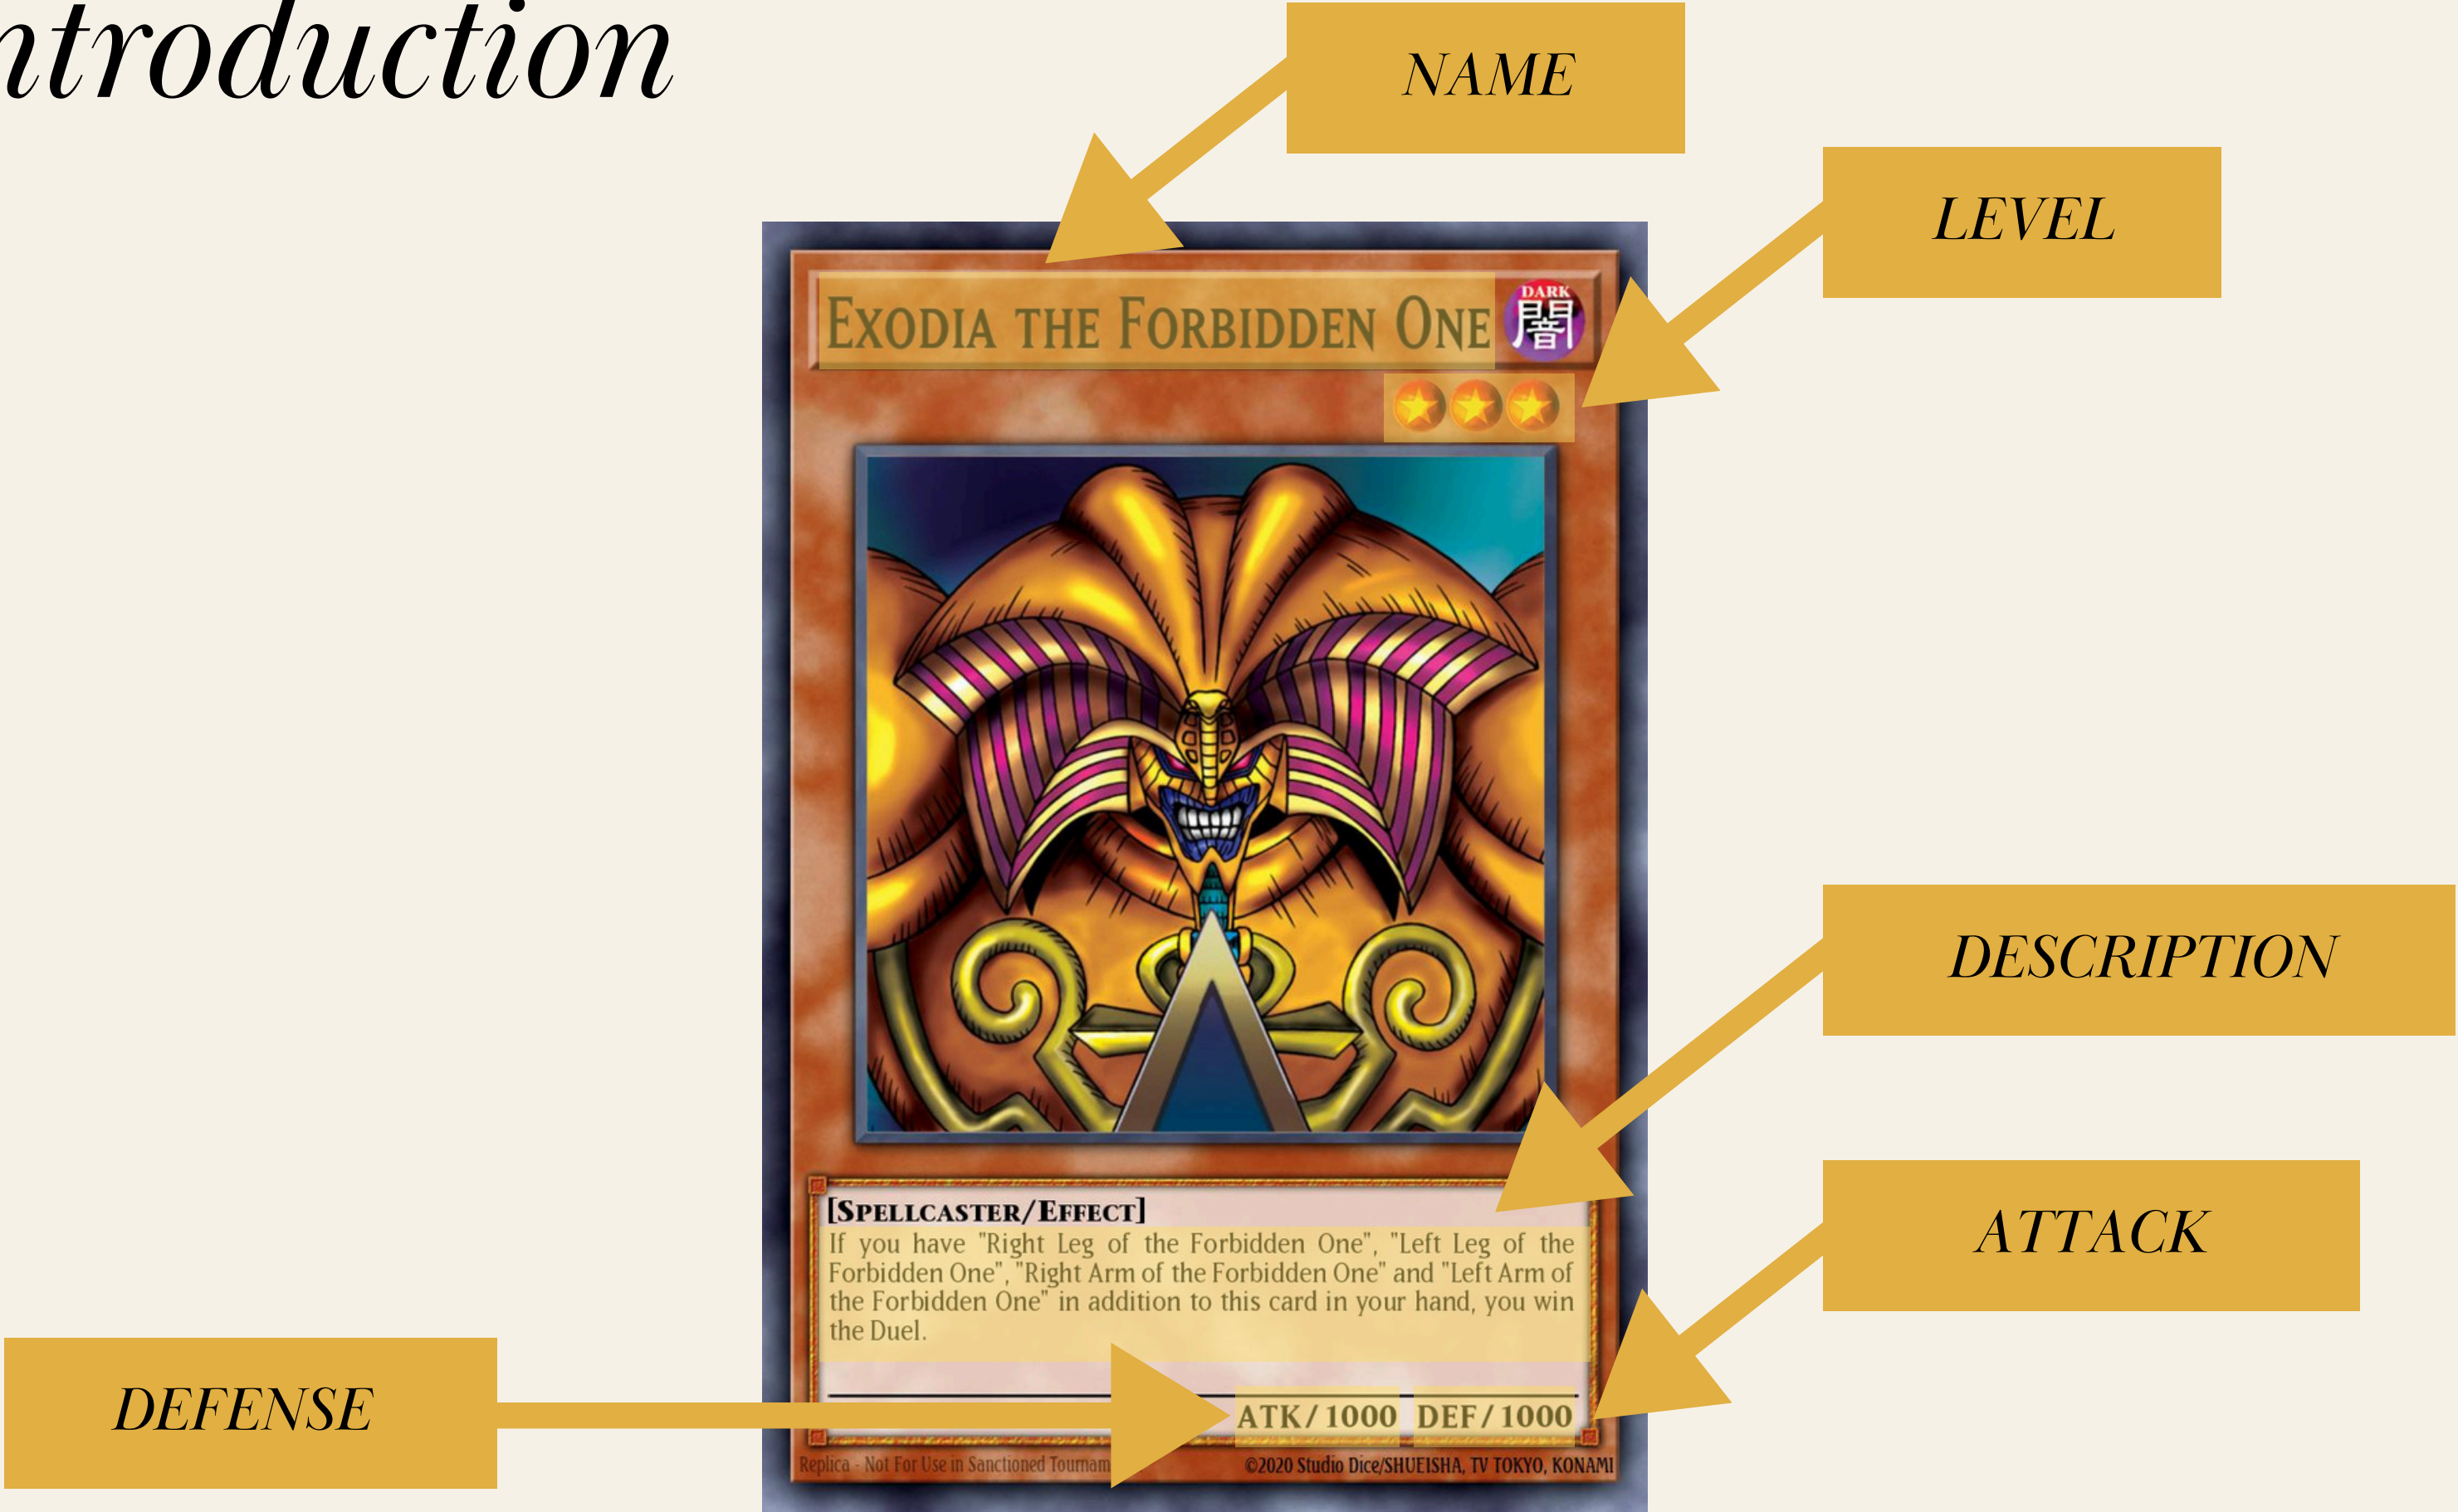 ntroduction
NAME
LEVEL
EXODIA THE FORBIDDEN ONE
DARK
闇
[SPELLCASTER/EFFECT]
If you have "Right Leg of the Forbidden One", "Left Leg of the
Forbidden One", "Right Arm of the Forbidden One" and "Left Arm of
the Forbidden One" in addition to this card in your hand, you win
the Duel.
DESCRIPTION
ATTACK
DEFENSE
ATK/1000 DEF/1000
Replica - Not For Use in Sanctioned Tournam
©2020 Studio Dice/SHUEISHA, TV TOKYO, KONAMI